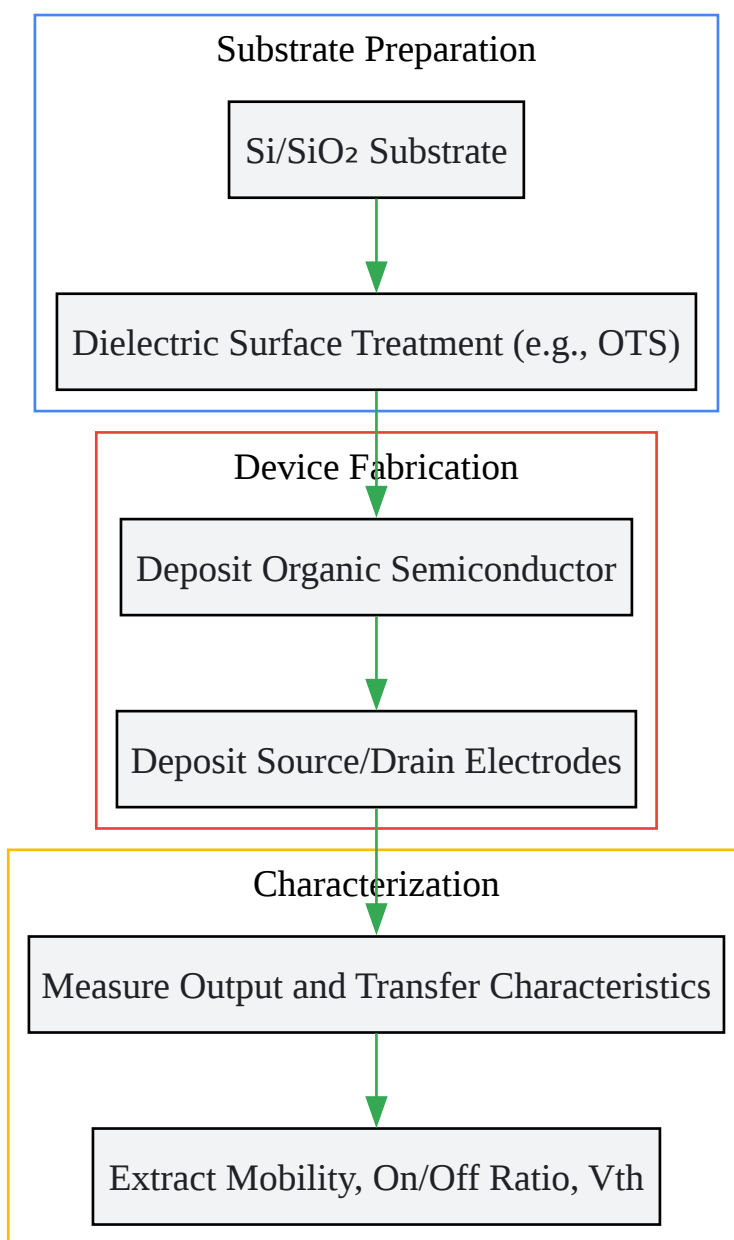 Substrate Preparation
Si/SiO₂ Substrate
Dielectric Surface Treatment (e.g., OTS)
Device Fabrication
Deposit Organic Semiconductor
Deposit Source/Drain Electrodes
Characterization
Measure Output and Transfer Characteristics
Extract Mobility, On/Off Ratio, Vth